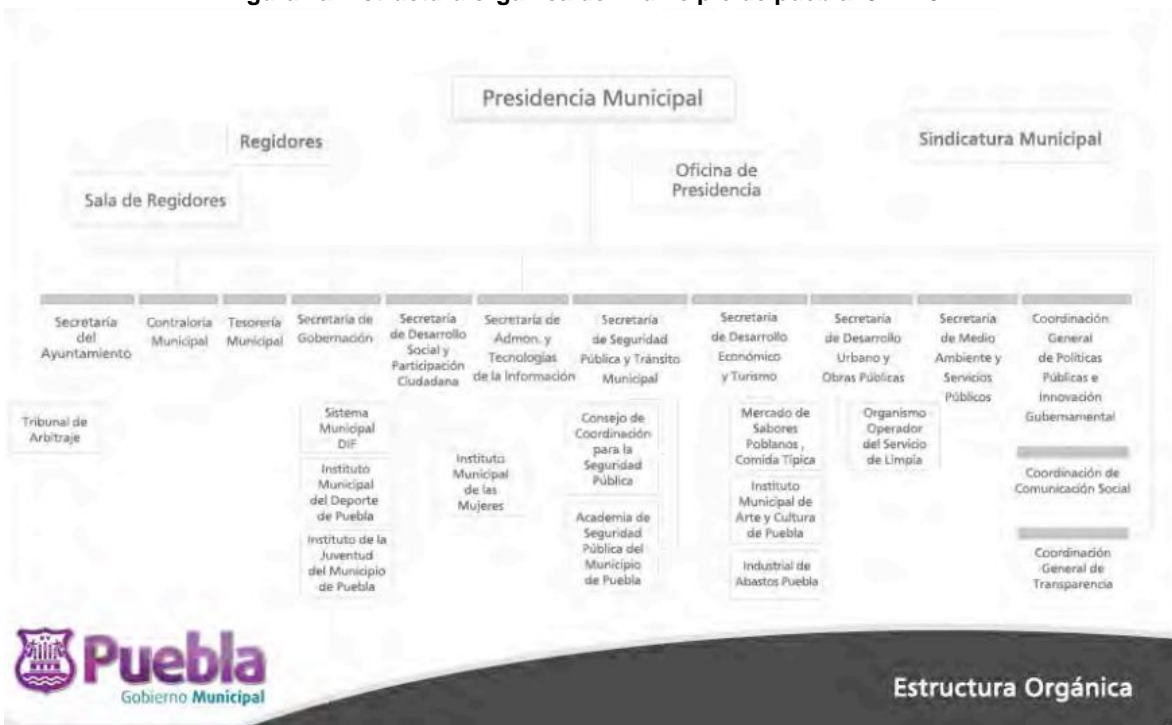 Presidencia Municipal
Regidores
Sindicatura Municipal
Oficina de
Presidencia
Sala de Regidores
Secretaría
del
Ayuntamiento
Contraloría
Municipal
Tesorería
Municipal
Secretaría de
Gobernación
Secretaría
de Desarrollo
Social y
Participación
Ciudadana
Secretaría de
Admon. y
Tecnologías
de la Información
Secretaría
de Seguridad
Pública y Tránsito
Municipal
Secretaría
de Desarrollo
Económico
y Turismo
Secretaría
de Desarrollo
Urbano y
Obras Públicas
Secretaría
de Medio
Ambiente y
Servicios
Públicos
Coordinación
General
de Políticas
Públicas e
Innovación
Gubernamental
Tribunal de
Arbitraje
Sistema
Municipal
DIF
Instituto
Municipal
del Deporte
de Puebla
Instituto de la
Juventud
del Municipio
de Puebla
Instituto
Municipal
de las
Mujeres
Consejo de
Coordinación
para la
Seguridad
Pública
Academia de
Seguridad
Pública del
Municipio
de Puebla
Mercado de
Sabores
Poblanos ,
Comida Típica
Instituto
Municipal de
Arte y Cultura
de Puebla
Industrial de
Abastos Puebla
Organismo
Operador
del Servicio
de Limpia
Coordinación de
Comunicación Social
Coordinación
General de
Transparencia
Puebla
Gobierno Municipal
Estructura Orgánica